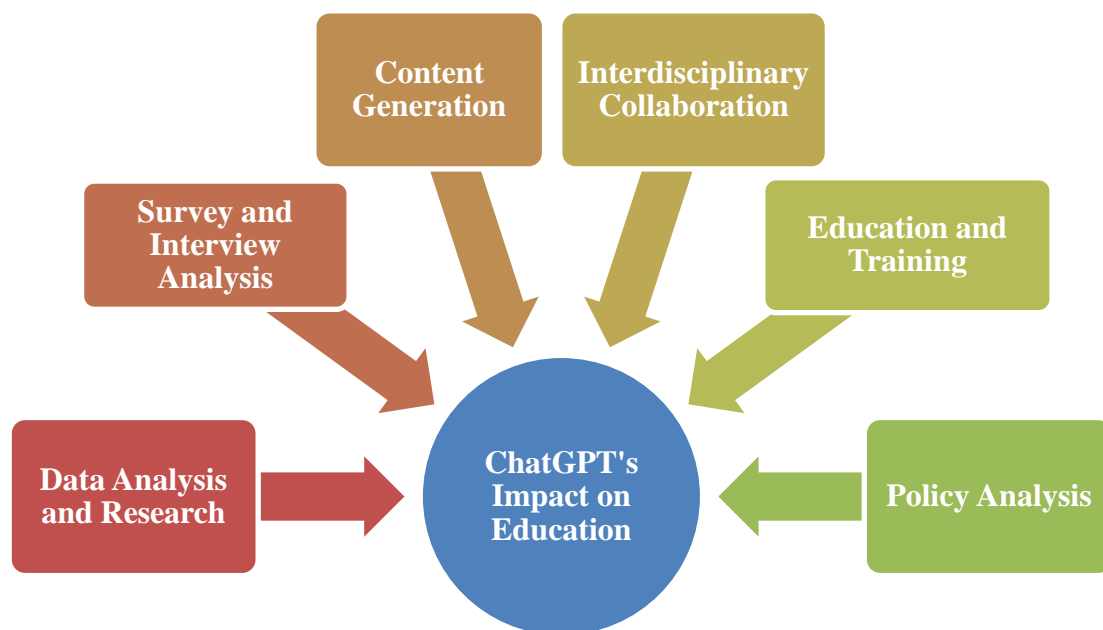 Content
Generation
Interdisciplinary
Collaboration
Survey and
Interview
Analysis
Education and
Training
Data Analysis
and Research
ChatGPT's
Impact on
Education
Policy Analysis